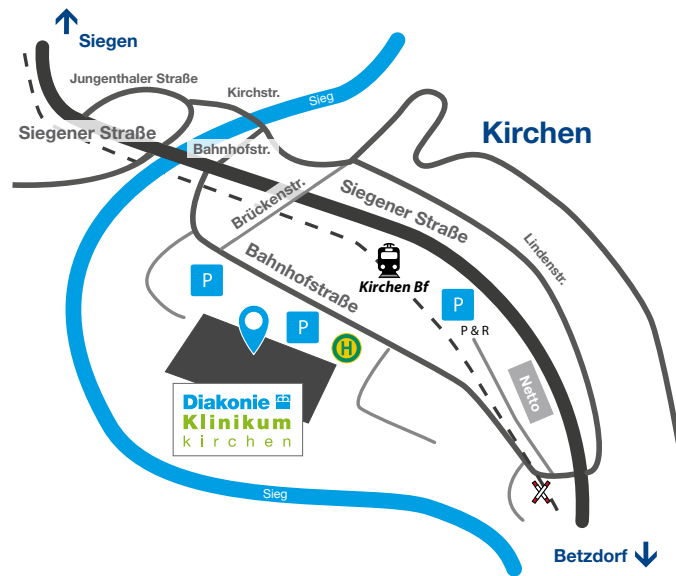 Siegen
Jungenthaler Straße
Kirchstr.
Sieg
Siegener Straße
Kirchen
Bahnhofstr.
Siegener Straße
Brückenstr.
Lindenstr.
Bahnhofstraße
Kirchen Bf
P
P
P
P & R
H
Netto
Diakonie
Klinikum
kirchen
Sieg
Betzdorf